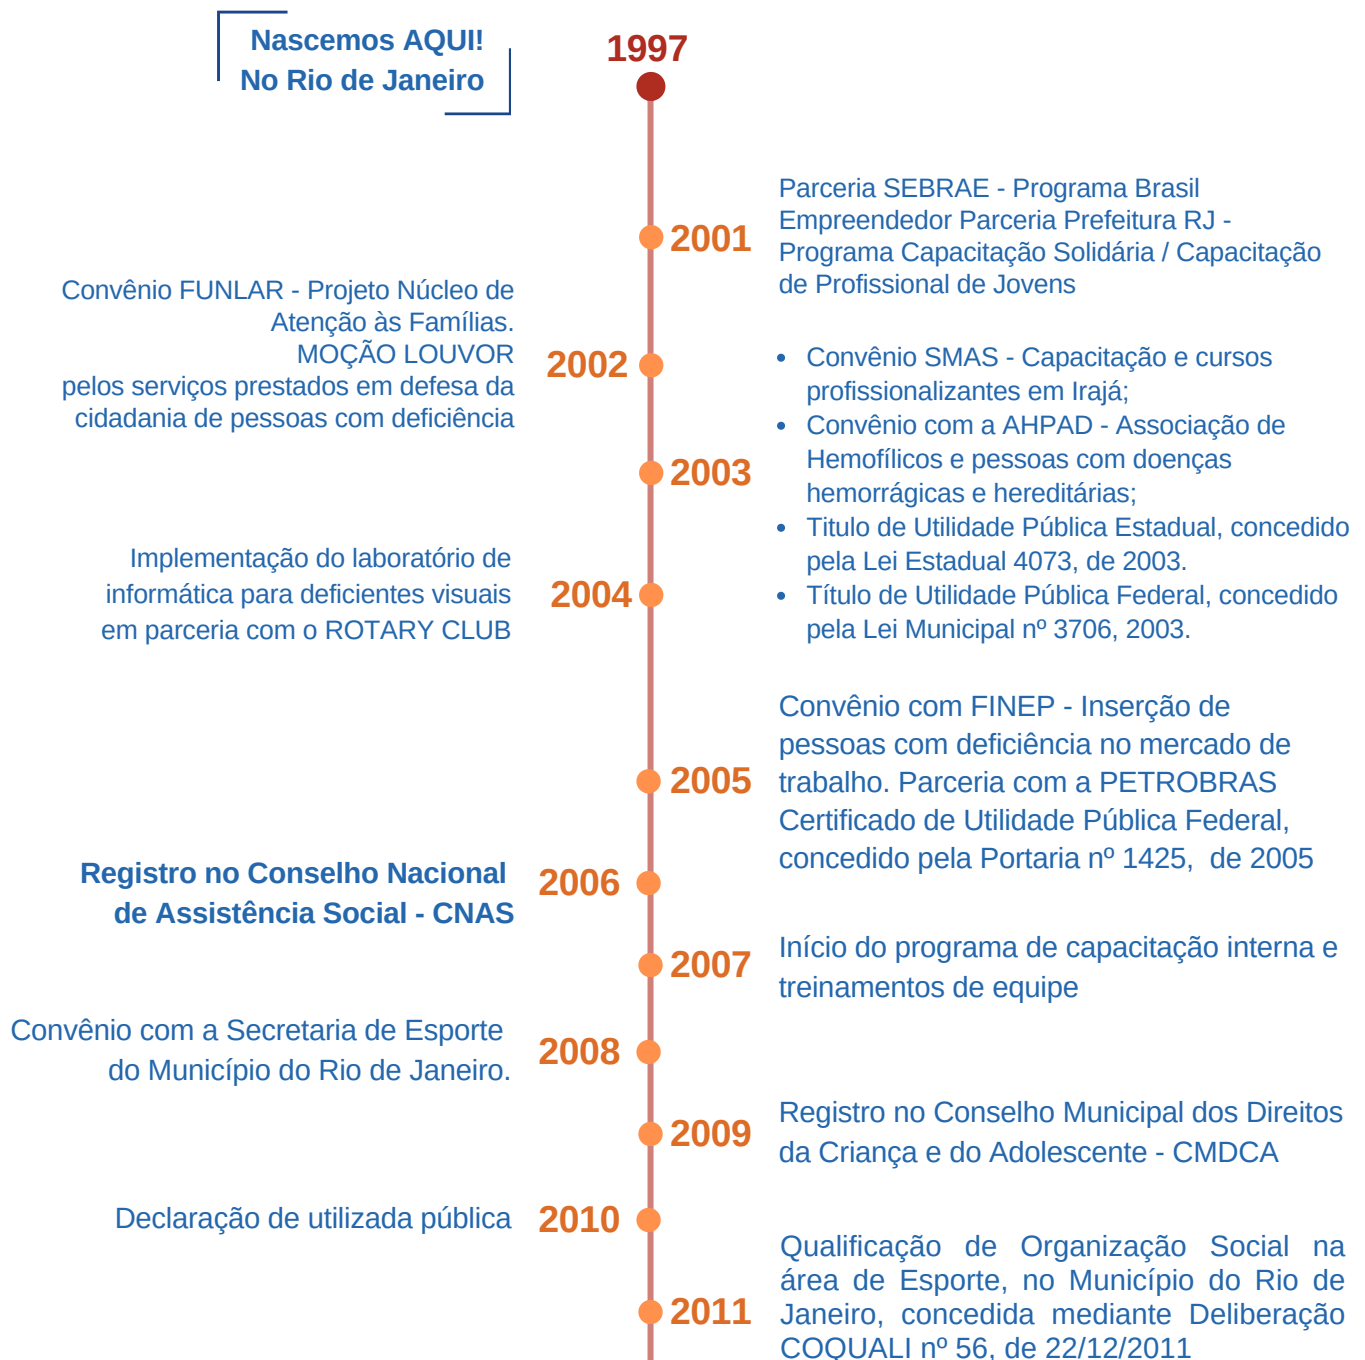 Nascemos AQUI!
No Rio de Janeiro
1997
2001
Parceria SEBRAE - Programa Brasil
Empreendedor Parceria Prefeitura RJ -
Programa Capacitação Solidária / Capacitação
de Profissional de Jovens
Convênio FUNLAR - Projeto Núcleo de
Atenção às Famílias.
MOÇÃO LOUVOR
pelos serviços prestados em defesa da
cidadania de pessoas com deficiência
2002
2003
• Convênio SMAS - Capacitação e cursos
profissionalizantes em Irajá;
• Convênio com a AHPAD - Associação de
Hemofílicos e pessoas com doenças
hemorrágicas e hereditárias;
• Titulo de Utilidade Pública Estadual, concedido
pela Lei Estadual 4073, de 2003.
• Título de Utilidade Pública Federal, concedido
pela Lei Municipal nº 3706, 2003.
Implementação do laboratório de
informática para deficientes visuais
em parceria com o ROTARY CLUB
2004
2005
Convênio com FINEP - Inserção de
pessoas com deficiência no mercado de
trabalho. Parceria com a PETROBRAS
Certificado de Utilidade Pública Federal,
concedido pela Portaria nº 1425, de 2005
Registro no Conselho Nacional
de Assistência Social - CNAS
2006
2007
Início do programa de capacitação interna e
treinamentos de equipe
Convênio com a Secretaria de Esporte
do Município do Rio de Janeiro.
2008
2009
Registro no Conselho Municipal dos Direitos
da Criança e do Adolescente - CMDCA
Declaração de utilizada pública
2010
2011
Qualificação de Organização Social na
área de Esporte, no Município do Rio de
Janeiro, concedida mediante Deliberação
COQUALI nº 56, de 22/12/2011